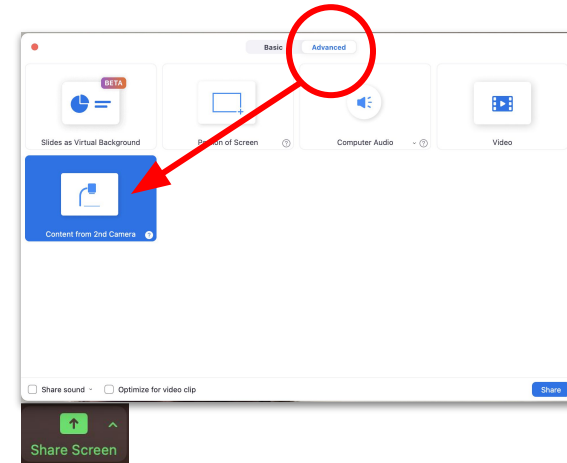 Basic Advanced
BETA
Slides as Virtual Background
Portion of Screen ?
Computer Audio ?
Video
Content from 2nd Camera ?
Share sound Optimize for video clip Share
Share Screen